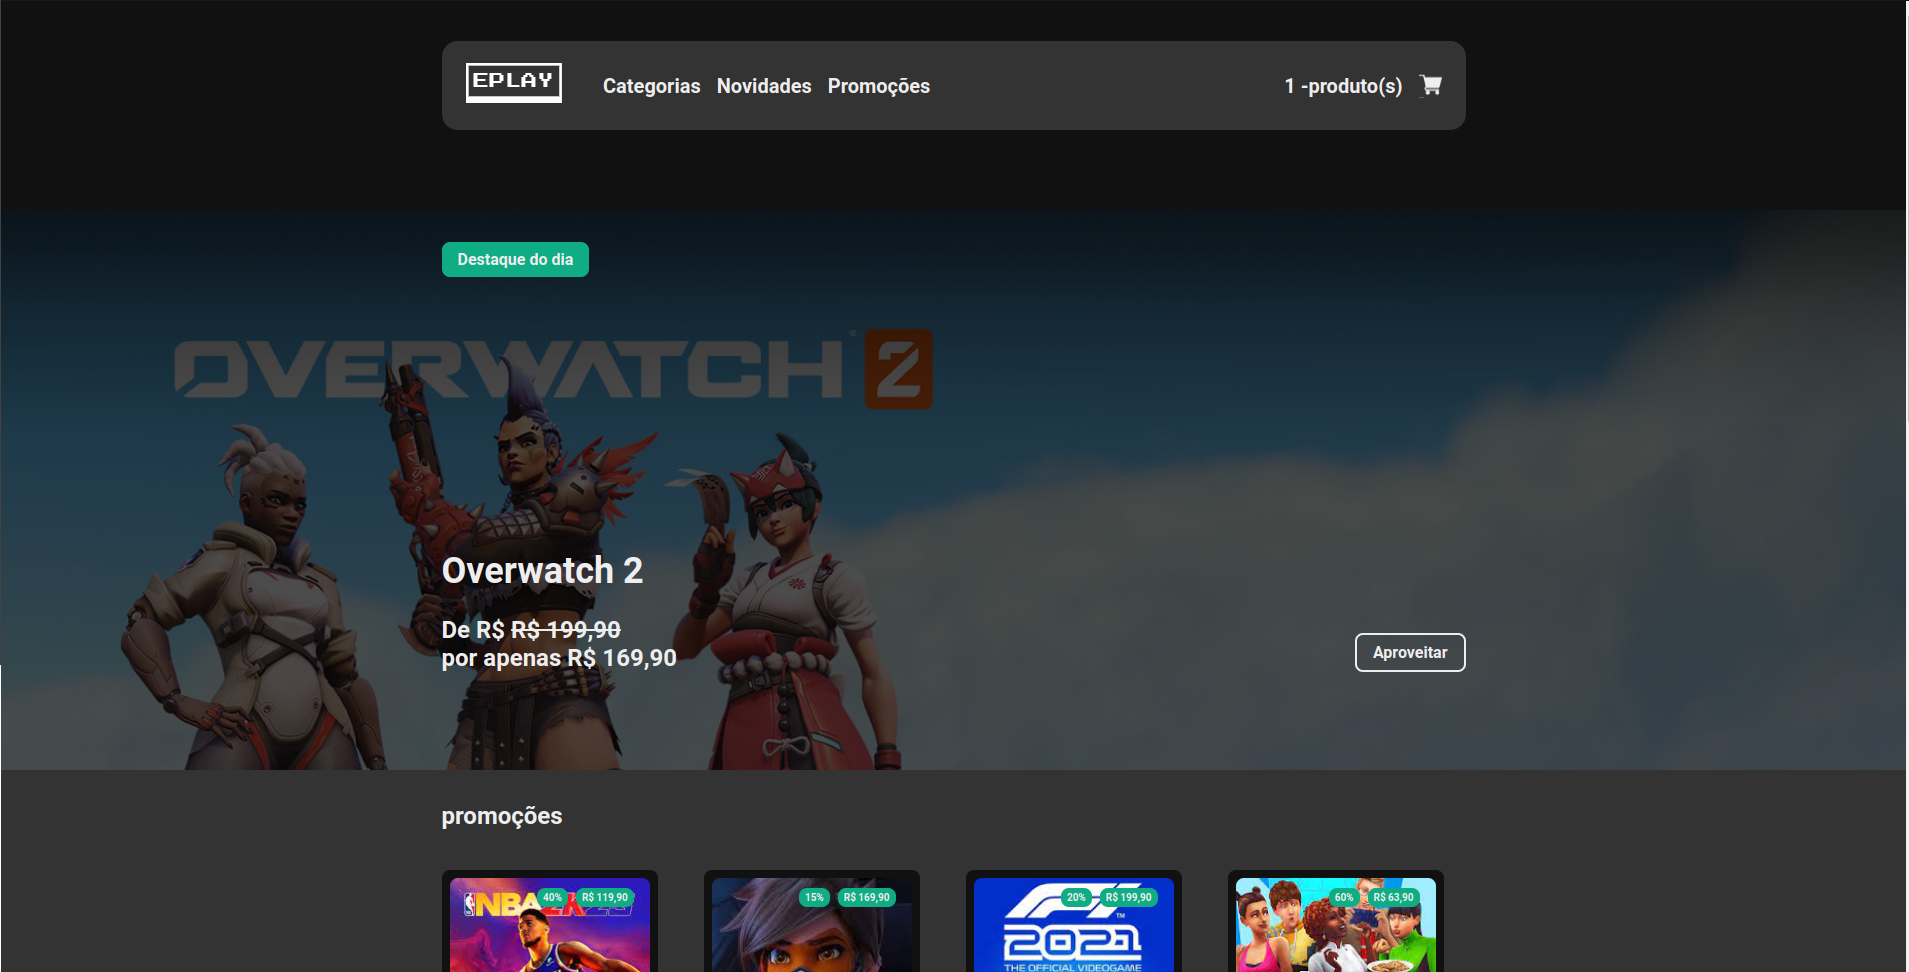 EPLAY
Categorias Novidades Promoções
1 -produto(s)
Destaque do dia
OVERWATCH 2
Overwatch 2
De R$ R$ 199,90
por apenas R$ 169,90
Aproveitar
promoções
40% R$ 119,90
NBA 2K23
15% R$ 169,90
20% R$ 199,90
F1 TM
2021
THE OFFICIAL VIDEOGAME
60% R$ 63,90